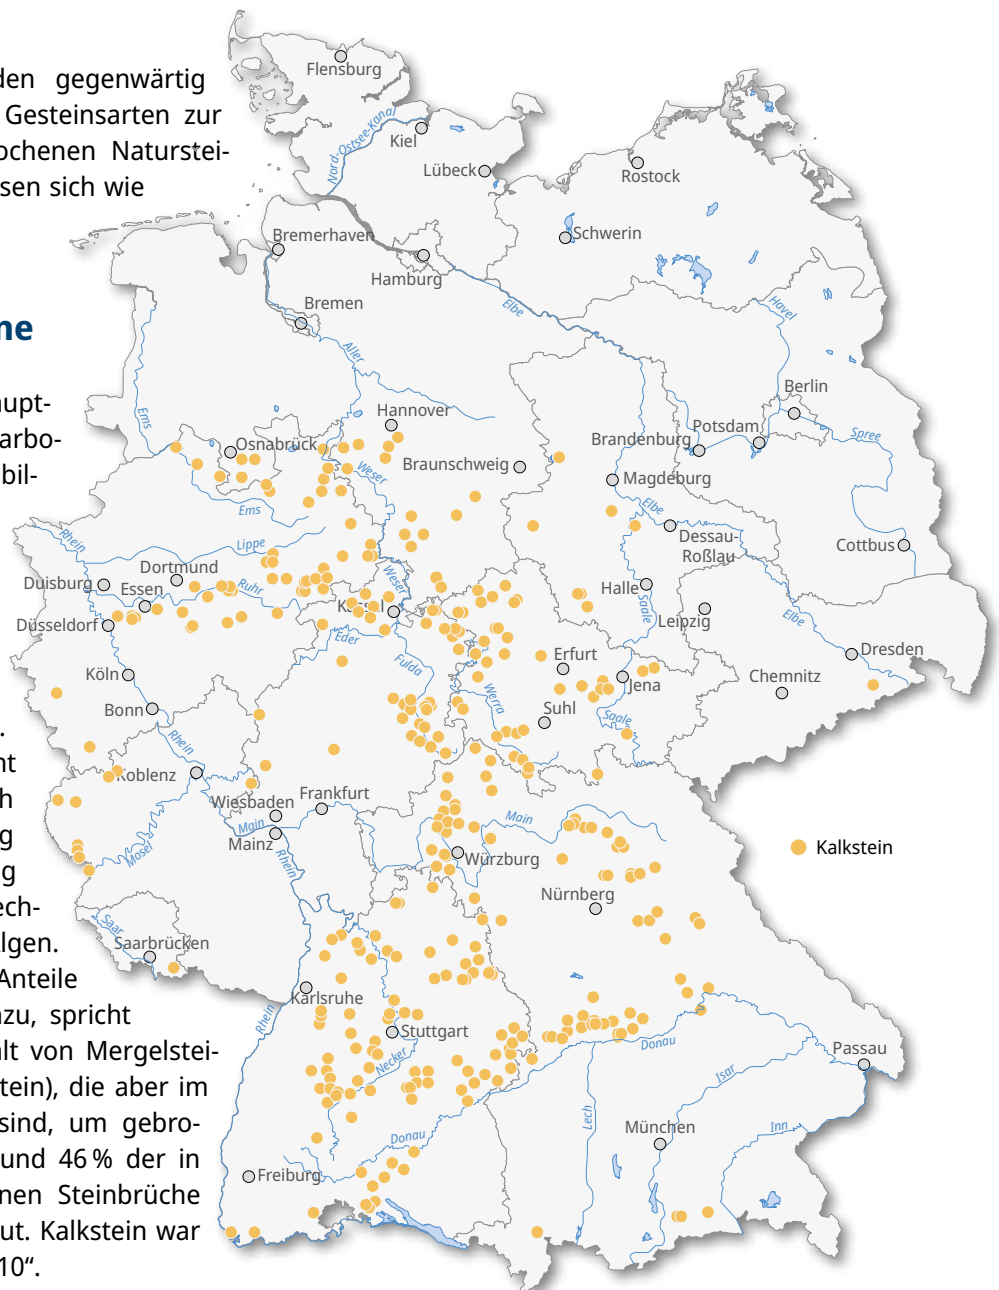 den gegenwärtig
Gesteinsarten zur
ochenen Naturstei-
sen sich wie
ne
aupt-
arbo-
bil-
.
nt
h
g
g
ech-
Algen.
Anteile
azu, spricht
alt von Mergelstei-
stein), die aber im
sind, um gebro-
und 46 % der in
nen Steinbrüche
ut. Kalkstein war
10“.
Flensburg
Nord-Ostsee-Kanal
Kiel
Lübeck
Rostock
Schwerin
Bremerhaven
Hamburg
Elbe
Bremen
Aller
Havel
Ems
Berlin
Hannover
Potsdam
Brandenburg
Spree
Osnabrück
Braunschweig
Weser
Magdeburg
Ems
Elbe
Rhein
Lippe
Dessau-
Roßlau
Cottbus
Duisburg
Dortmund
Essen
Ruhr
Weser
Halle
Saale
Kassel
Leipzig
Elbe
Düsseldorf
Eder
Fulda
Erfurt
Dresden
Köln
Jena
Chemnitz
Werra
Bonn
Suhl
Saale
Rhein
Koblenz
Wiesbaden
Frankfurt
Main
Main
Mainz
Mosel
Rhein
Würzburg
Kalkstein
Nürnberg
Saar
Saarbrücken
Karlsruhe
Rhein
Stuttgart
Donau
Passau
Necker
Isar
Lech
München
Inn
Donau
Freiburg